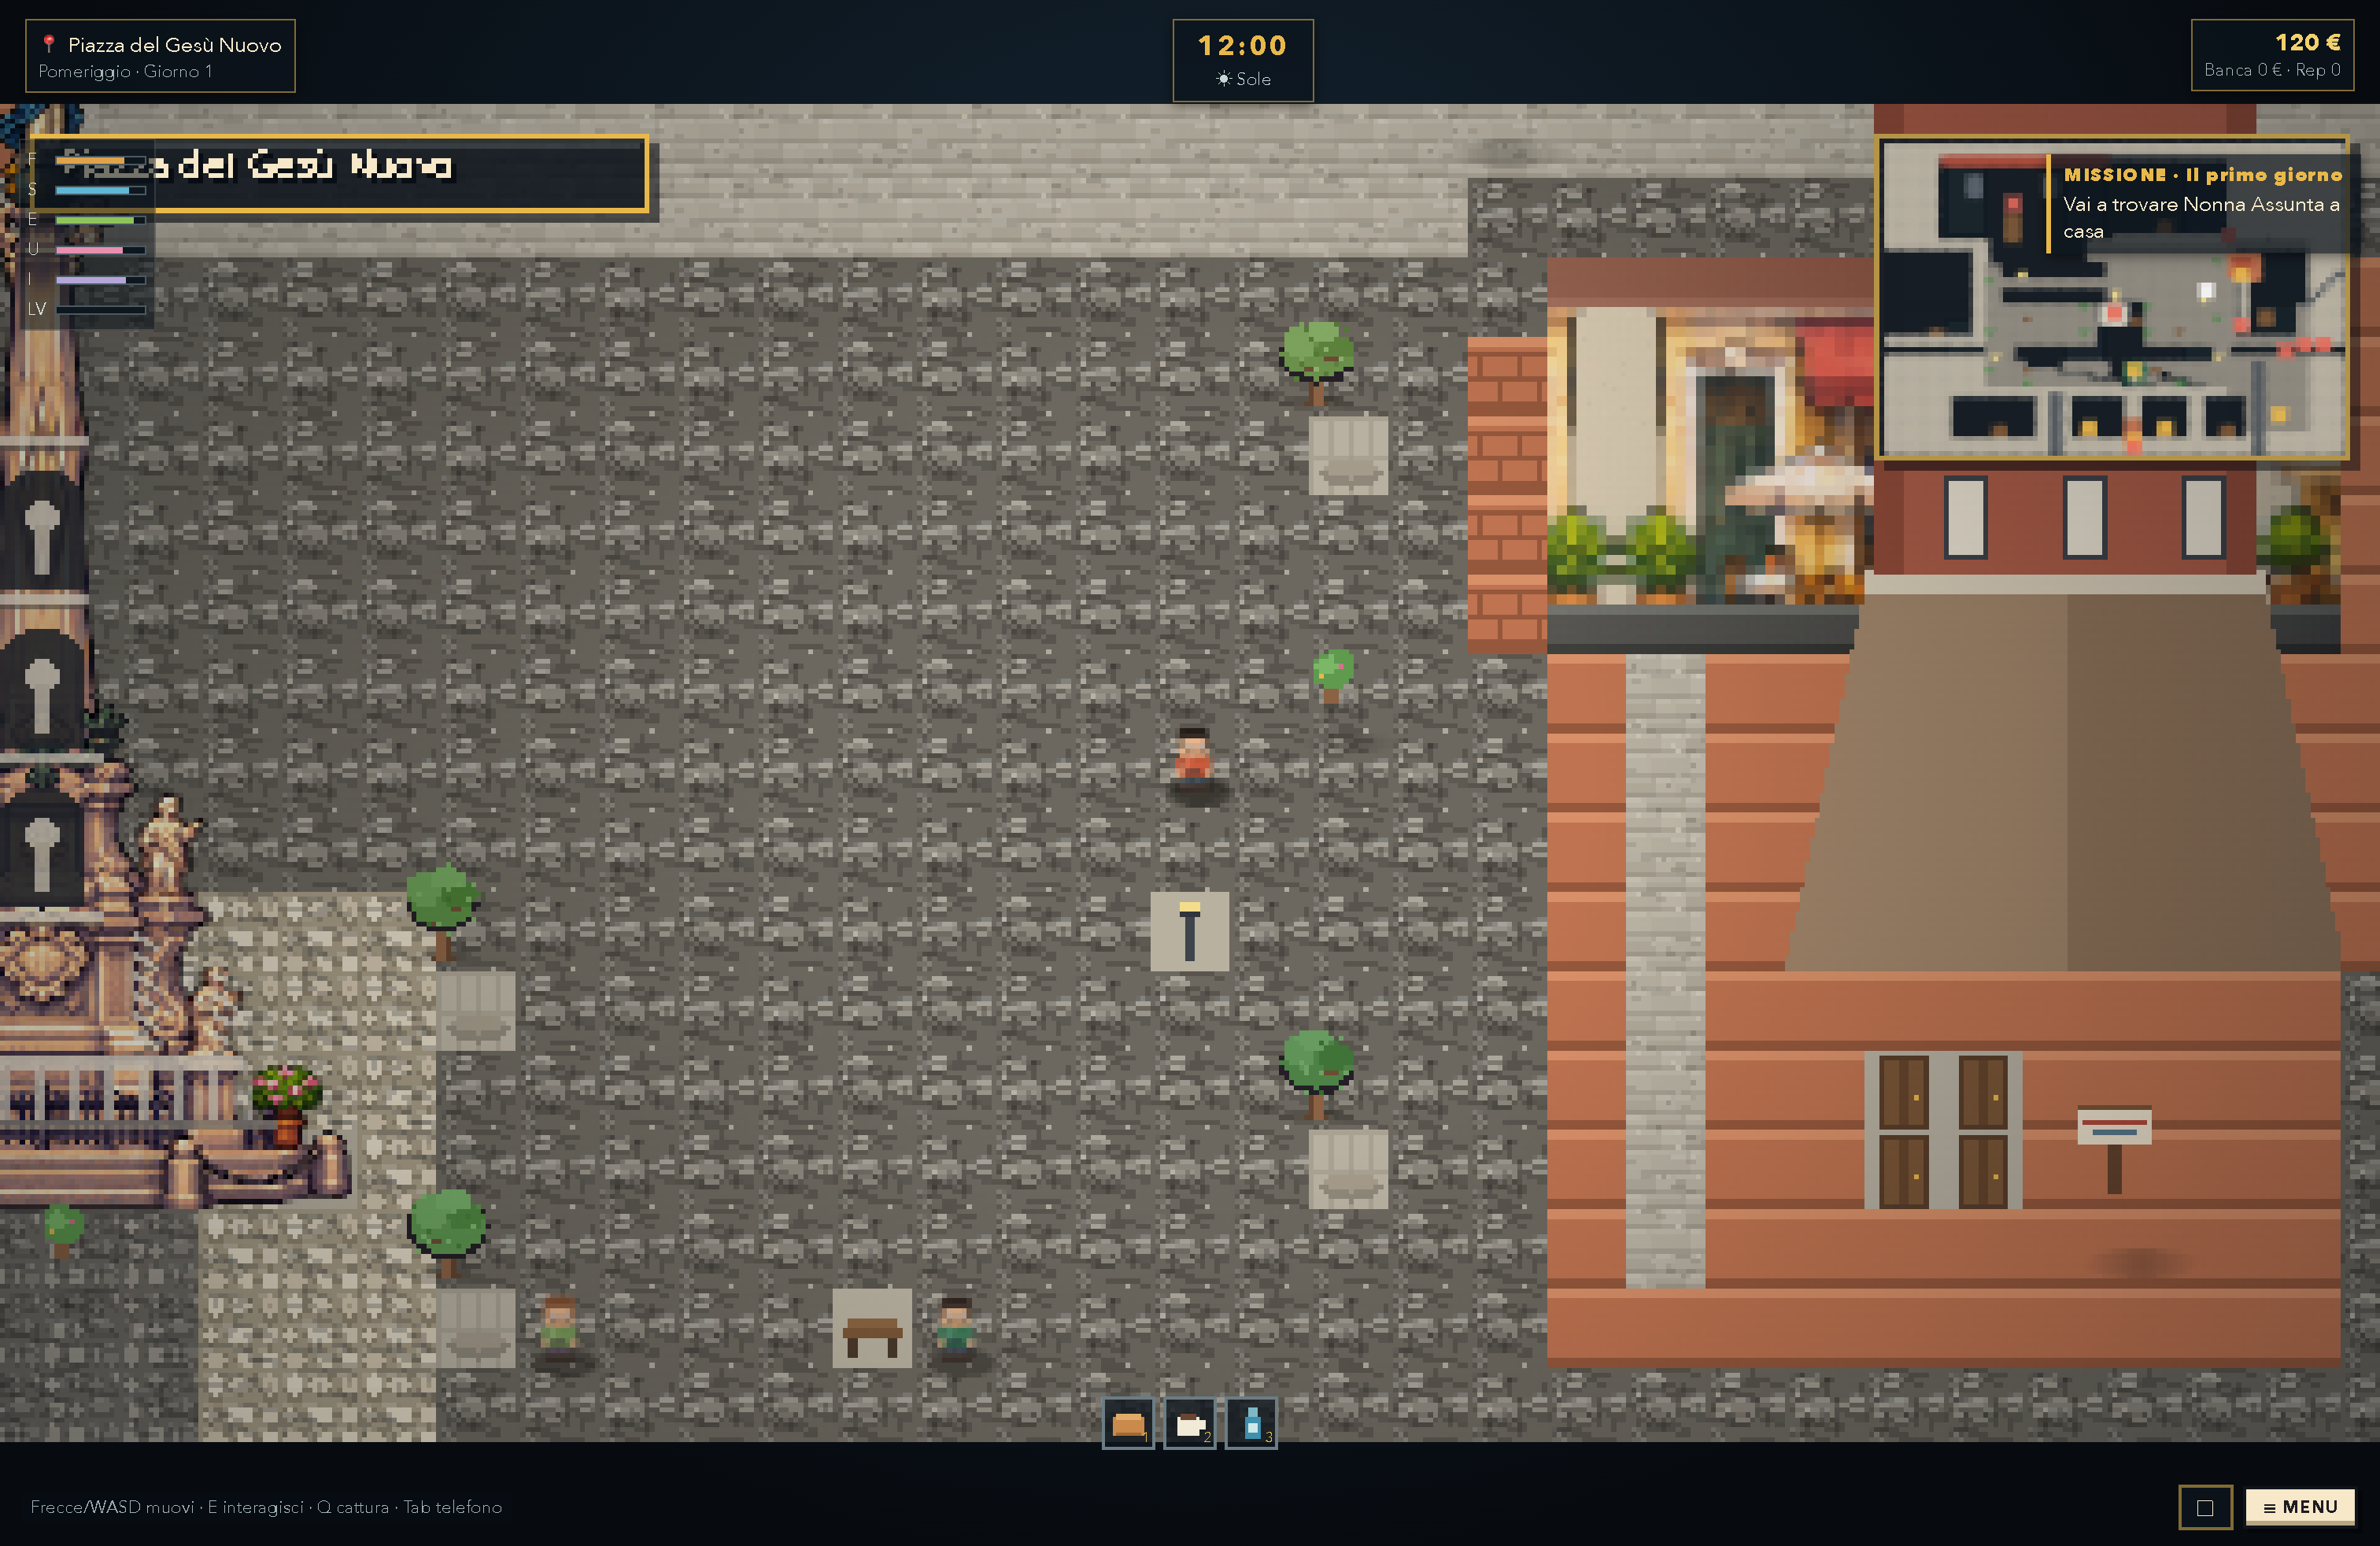 📍 Piazza del Gesù Nuovo
Pomeriggio · Giorno 1
12:00
☀ Sole
120 €
Banca 0 € · Rep 0
Piazza del Gesù Nuovo
F
S
E
U
I
LV
MISSIONE · Il primo giorno
Vai a trovare Nonna Assunta a
casa
1
2
3
Frecce/WASD muovi · E interagisci · Q cattura · Tab telefono
≡ MENU